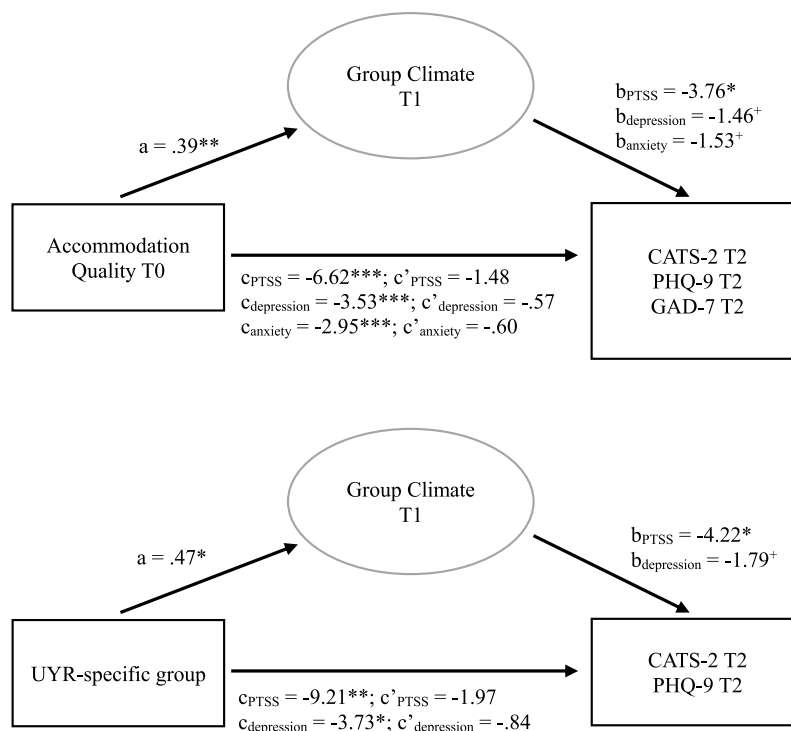 Group Climate
T1
b_PTSS = -3.76*
b_depression = -1.46⁺
b_anxiety = -1.53⁺
a = .39**
Accommodation
Quality T0
CATS-2 T2
PHQ-9 T2
GAD-7 T2
c_PTSS = -6.62***; c'_PTSS = -1.48
c_depression = -3.53***; c'_depression = -.57
c_anxiety = -2.95***; c'_anxiety = -.60
Group Climate
T1
b_PTSS = -4.22*
b_depression = -1.79⁺
a = .47*
UYR-specific group
CATS-2 T2
PHQ-9 T2
c_PTSS = -9.21**; c'_PTSS = -1.97
c_depression = -3.73*; c'_depression = -.84